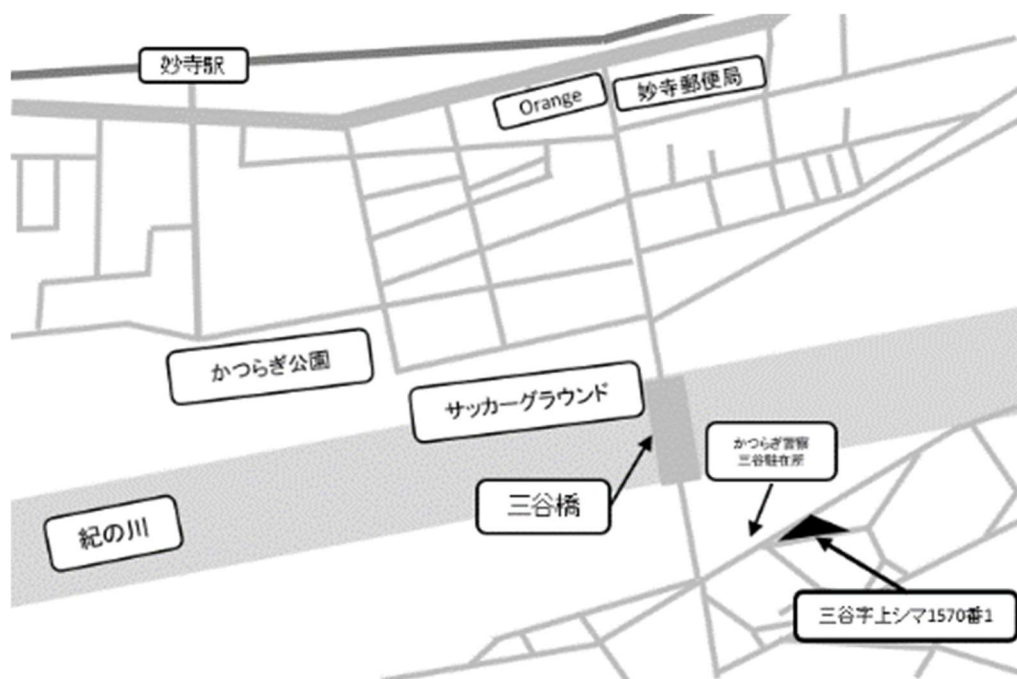 妙寺駅
Orange
妙寺郵便局
かつらぎ公園
サッカーグラウンド
かつらぎ警察
三谷駐在所
三谷橋
紀の川
三谷字上シマ1570番1